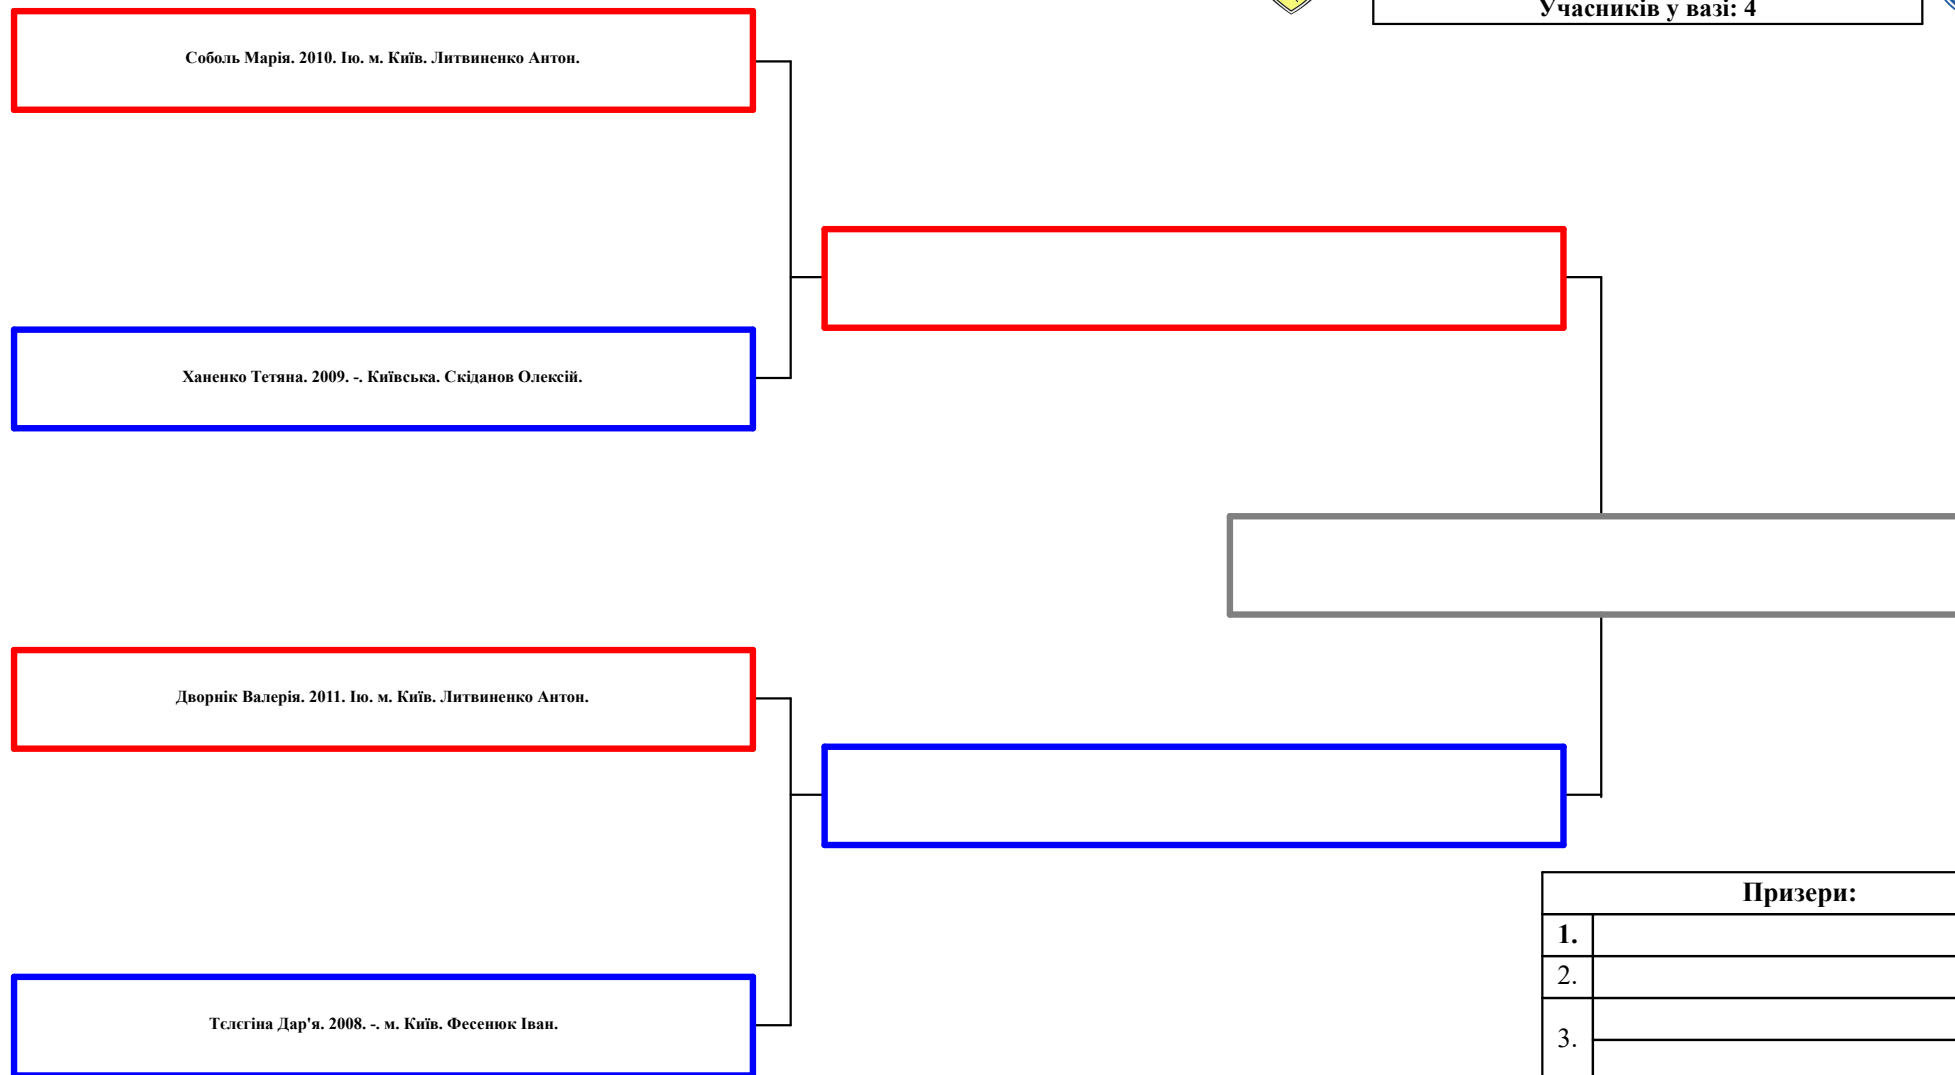 Учасників у вазі: 4
Соболь Марія. 2010. Iю. м. Київ. Литвиненко Антон.
Ханенко Тетяна. 2009. -. Київська. Скіданов Олексій.
Дворнік Валерія. 2011. Iю. м. Київ. Литвиненко Антон.
Тєлєгіна Дар'я. 2008. -. м. Київ. Фесенюк Іван.
Призери:
1.
2.
3.